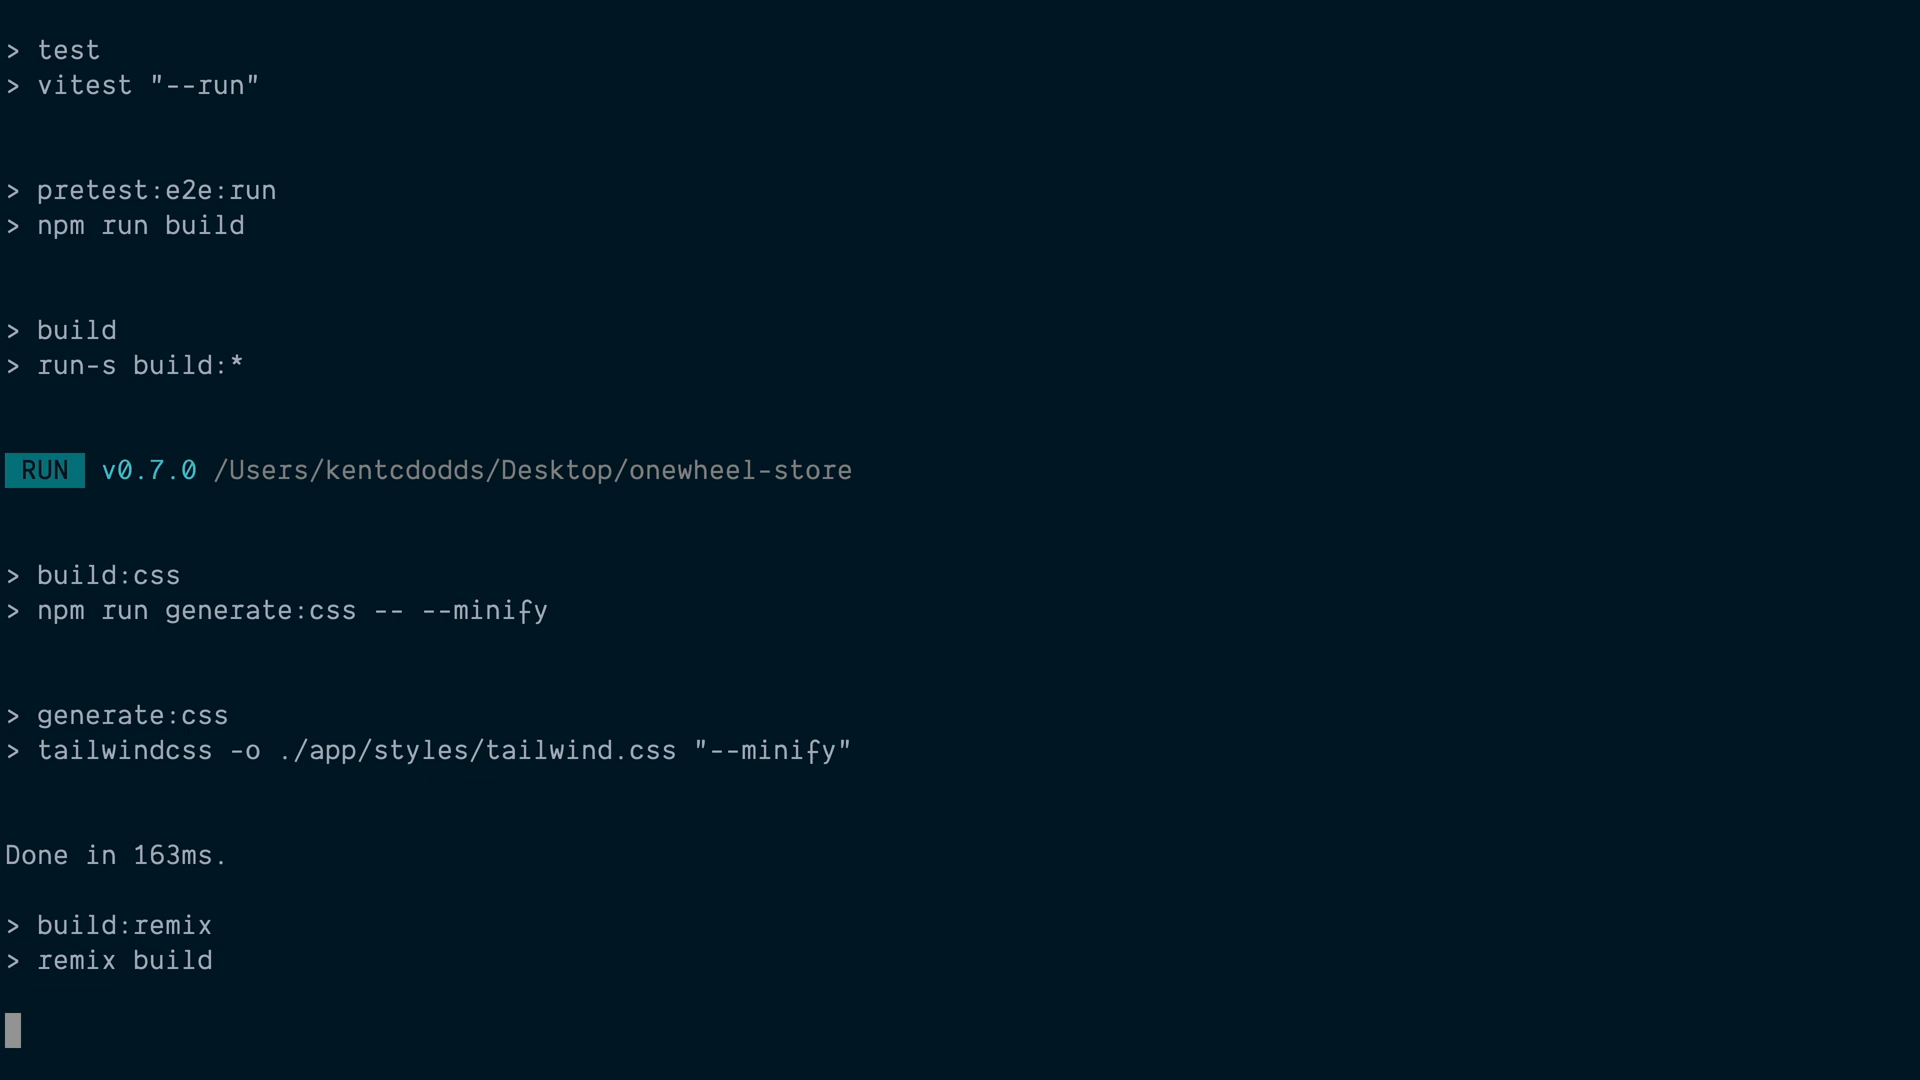 > test
> vitest "--run"
> pretest:e2e:run
> npm run build
> build
> run-s build:*
RUN v0.7.0 /Users/kentcdodds/Desktop/onewheel-store
> build:css
> npm run generate:css -- --minify
> generate:css
> tailwindcss -o ./app/styles/tailwind.css "--minify"
Done in 163ms.
> build:remix
> remix build